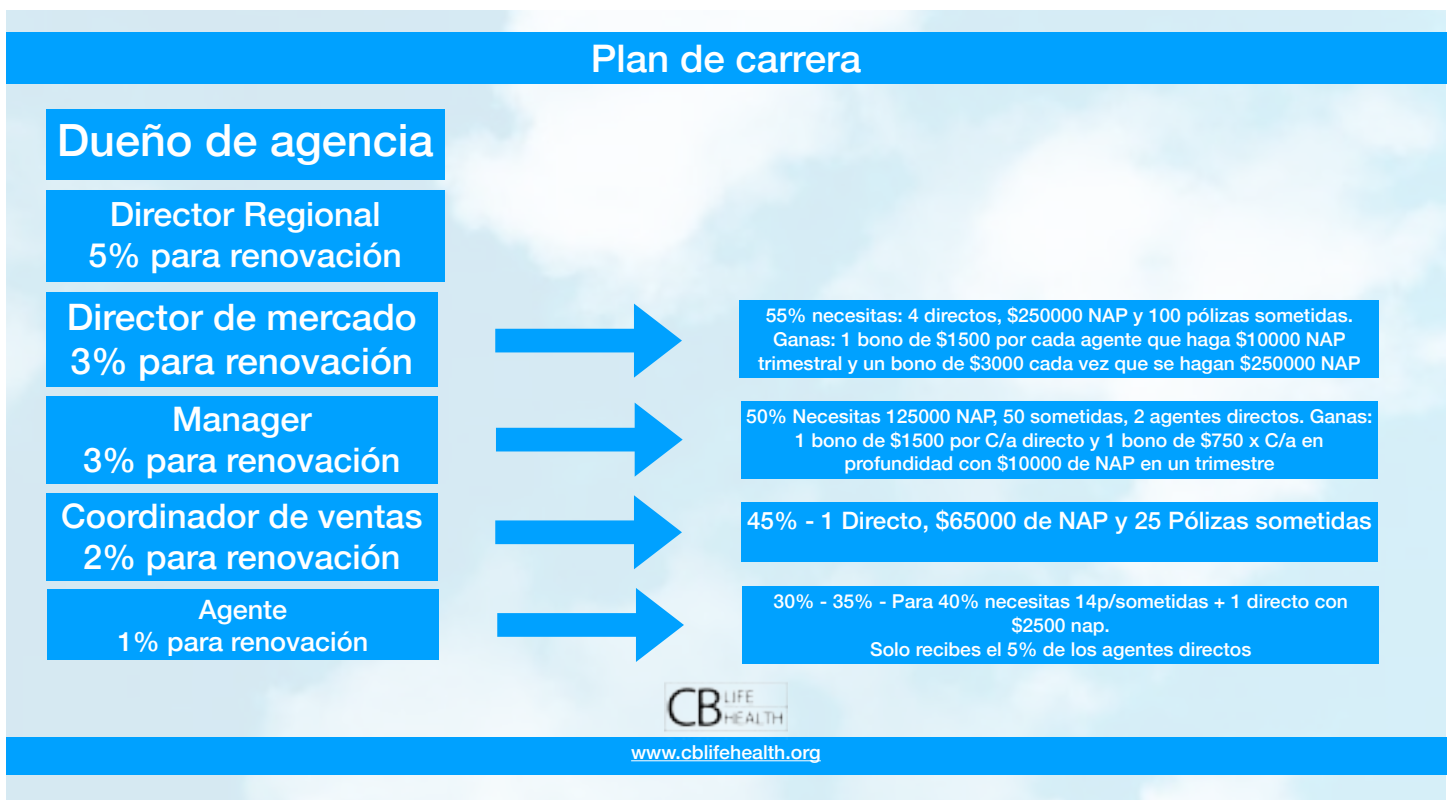 Plan de carrera
Dueño de agencia
Director Regional
5% para renovación
Director de mercado
3% para renovación
55% necesitas: 4 directos, $250000 NAP y 100 pólizas sometidas.
Ganas: 1 bono de $1500 por cada agente que haga $10000 NAP
trimestral y un bono de $3000 cada vez que se hagan $250000 NAP
Manager
3% para renovación
50% Necesitas 125000 NAP, 50 sometidas, 2 agentes directos. Ganas:
1 bono de $1500 por C/a directo y 1 bono de $750 x C/a en
profundidad con $10000 de NAP en un trimestre
Coordinador de ventas
2% para renovación
45% - 1 Directo, $65000 de NAP y 25 Pólizas sometidas
Agente
1% para renovación
30% - 35% - Para 40% necesitas 14p/sometidas + 1 directo con
$2500 nap.
Solo recibes el 5% de los agentes directos
CB LIFE
HEALTH
www.cblifehealth.org